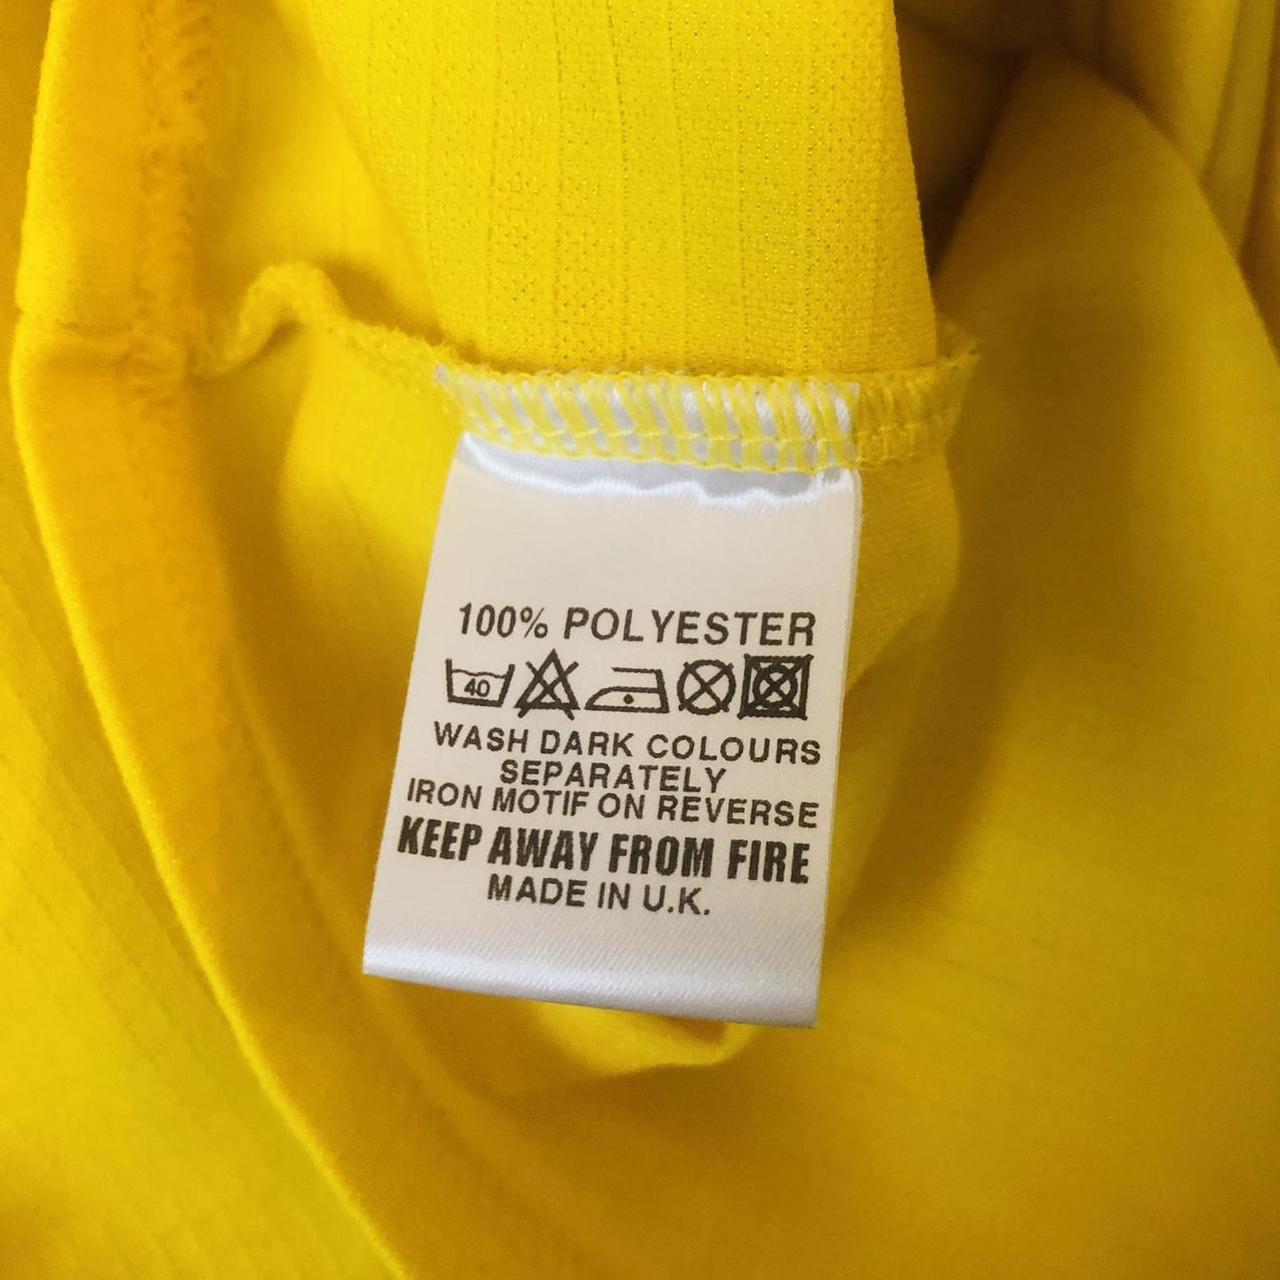 100% POLYESTER
40
WASH DARK COLOURS
SEPARATELY
IRON MOTIF ON REVERSE
KEEP AWAY FROM FIRE
MADE IN U.K.